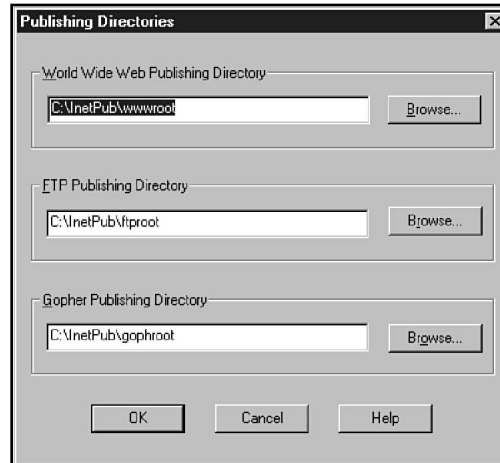 Publishing Directories
World Wide Web Publishing Directory
C:\InetPub\wwwroot
Browse...
FTP Publishing Directory
C:\InetPub\ftproot
Browse...
Gopher Publishing Directory
C:\InetPub\gophroot
Browse...
OK
Cancel
Help